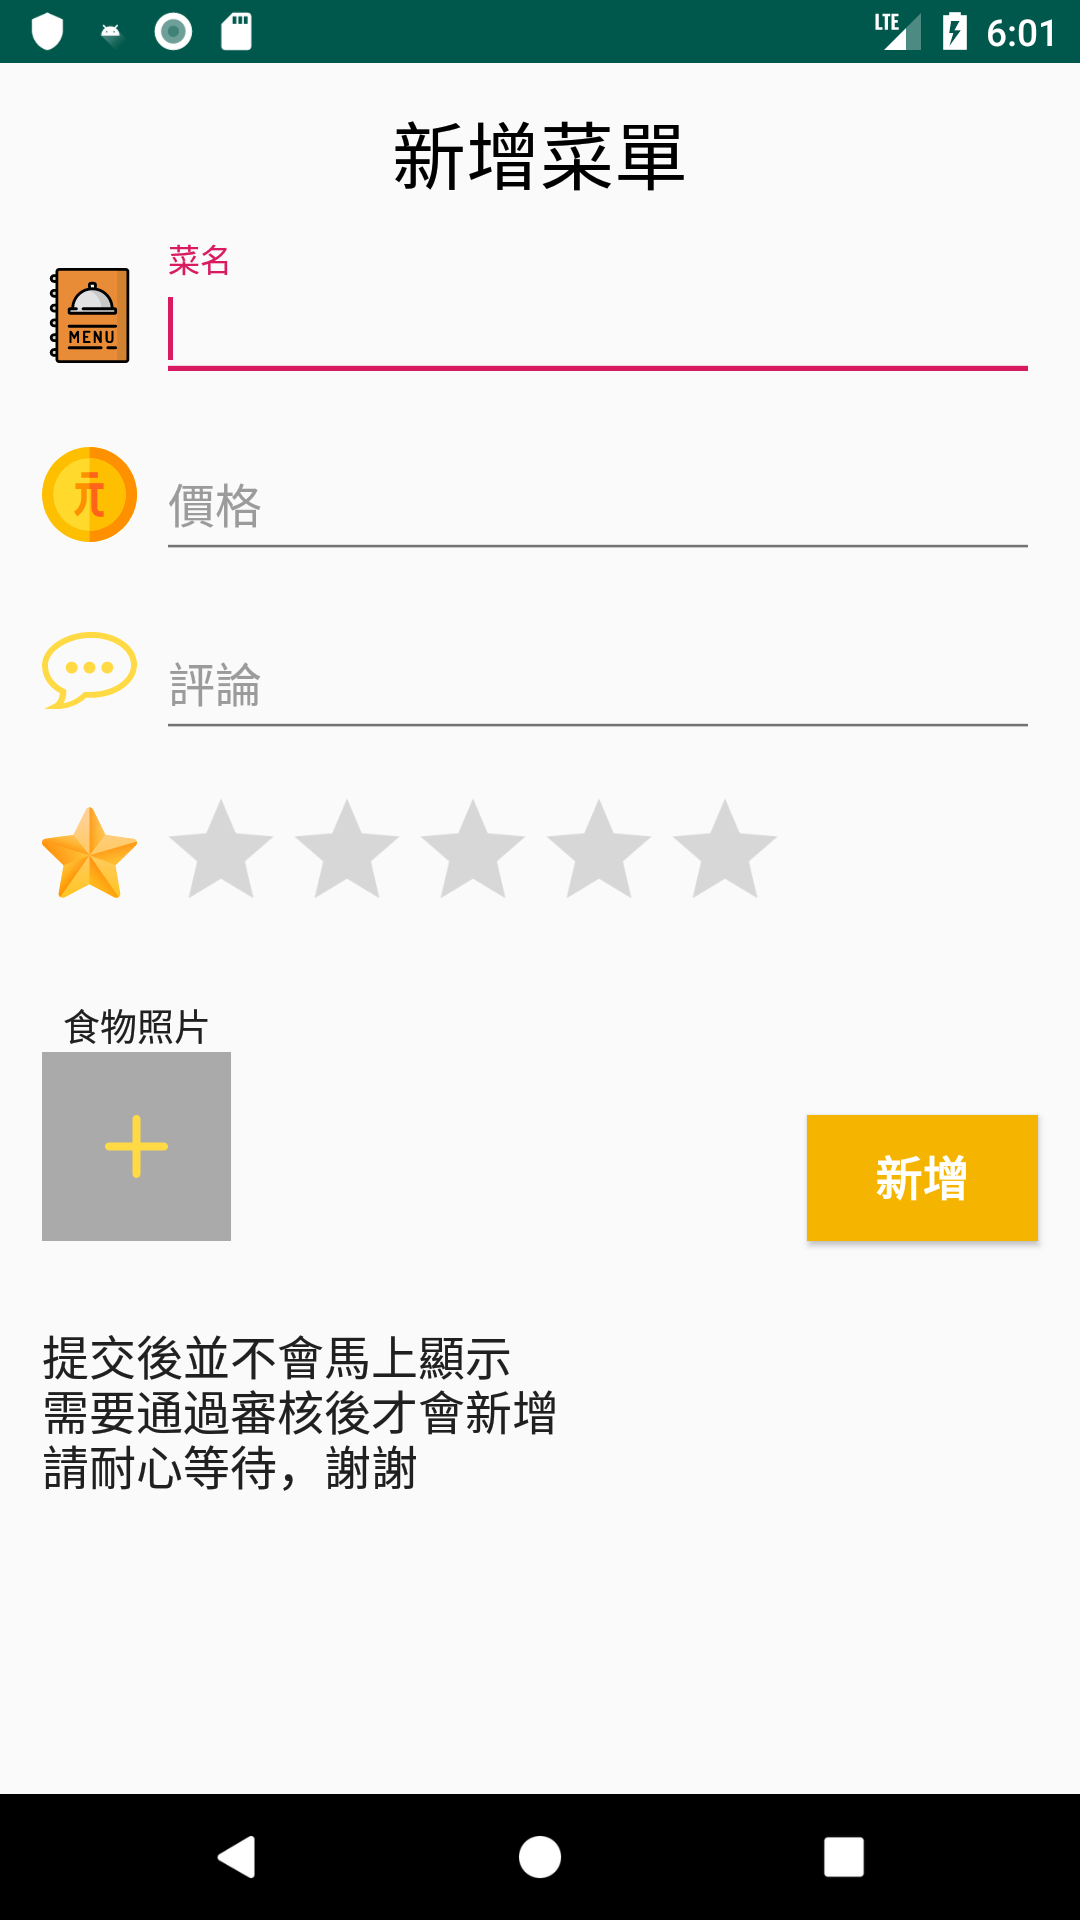 LTE 6:01
新增菜單
菜名
MENU
價格
元
評論
食物照片
新增
提交後並不會馬上顯示
需要通過審核後才會新增
請耐心等待，謝謝